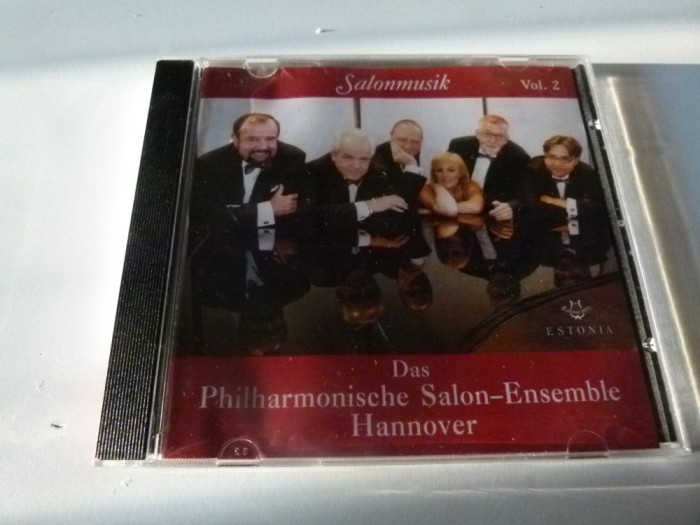 Salonmusik Vol. 2
ESTONIA
Das
Philharmonische Salon-Ensemble
Hannover